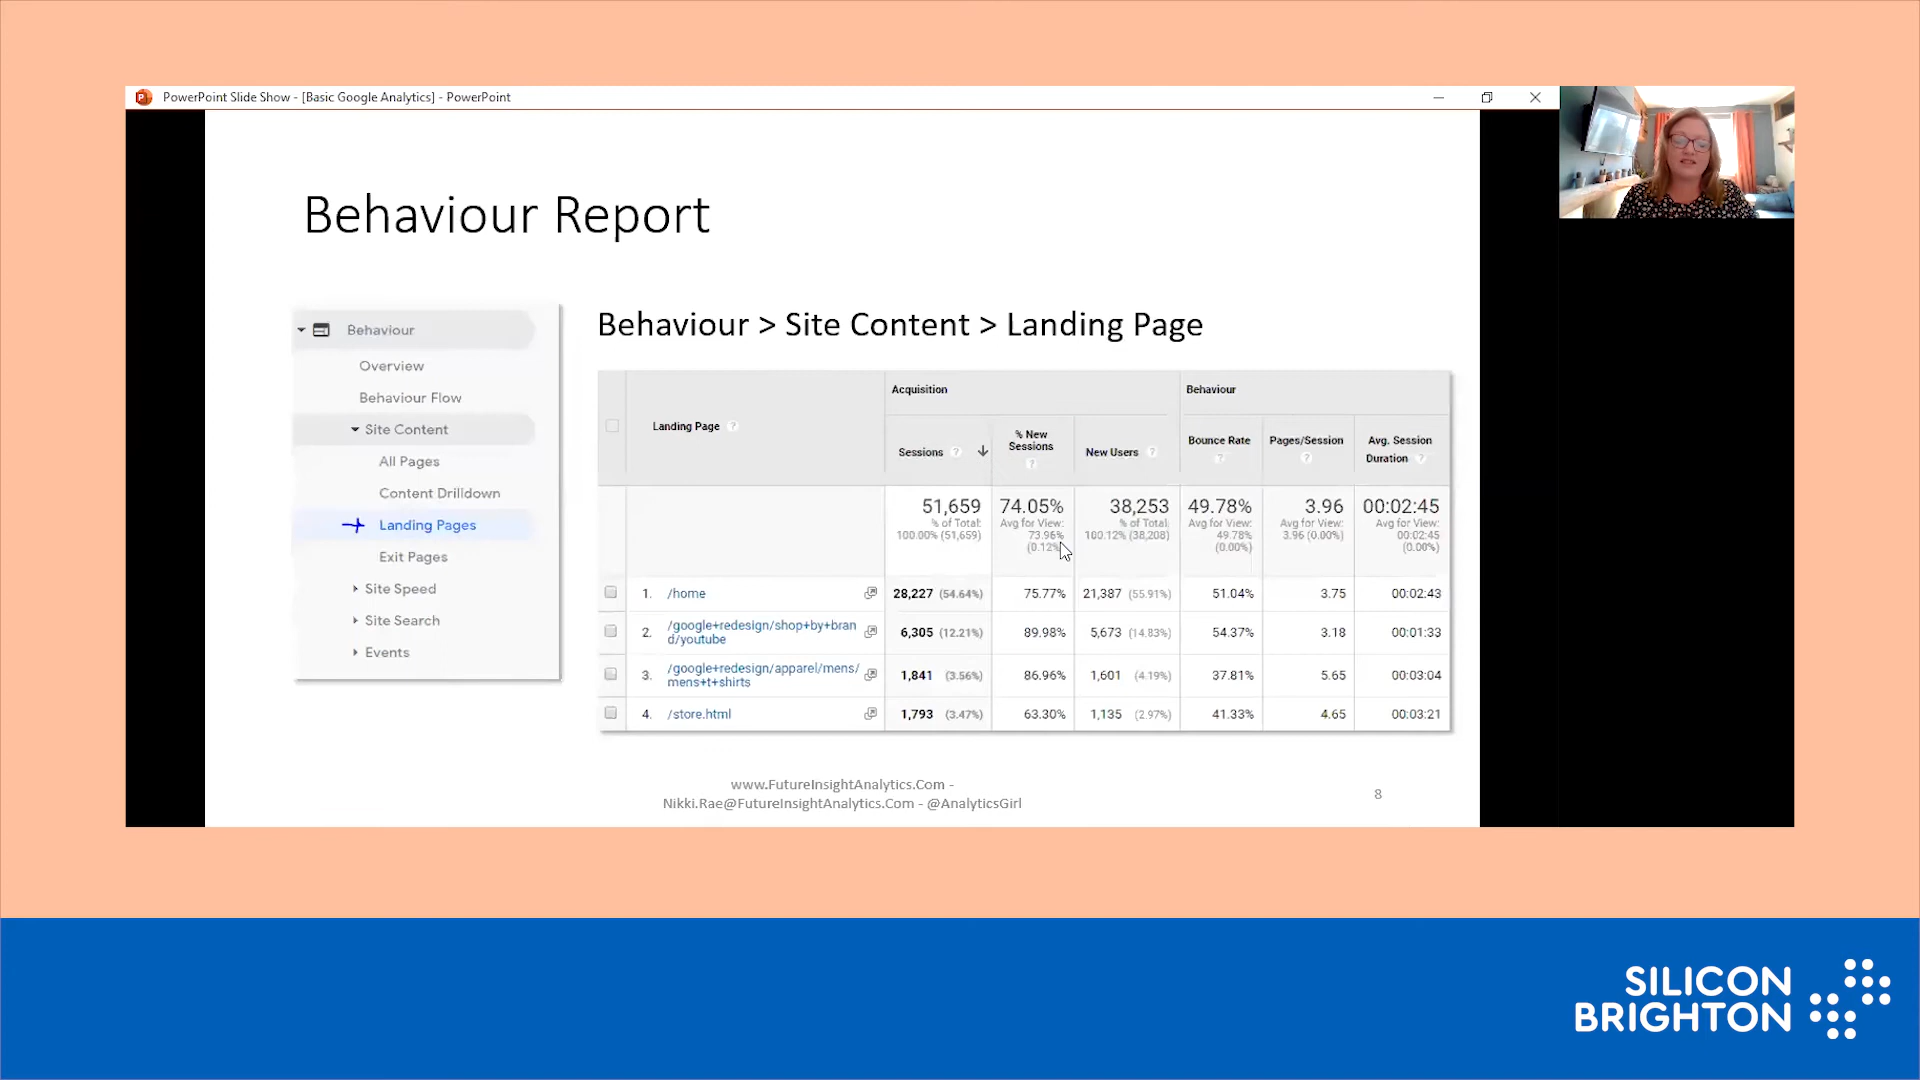 PowerPoint Slide Show - [Basic Google Analytics] - PowerPoint
Behaviour Report
Behaviour
Overview
Behaviour Flow
Site Content
All Pages
Content Drilldown
Landing Pages
Exit Pages
Site Speed
Site Search
Events
Behaviour > Site Content > Landing Page
Acquisition
Behaviour
Landing Page ?
Sessions ?
% New
Sessions
?
New Users ?
Bounce Rate
?
Pages/Session
?
Avg. Session
Duration ?
51,659
% of Total:
100.00% (51,659)
74.05%
Avg for View:
73.96%
(0.12%
38,253
% of Total:
100.12% (38,208)
49.78%
Avg for View:
49.78%
(0.00%)
3.96
Avg for View:
3.96 (0.00%)
00:02:45
Avg for View:
00:02:45
(0.00%)
1. /home 28,227 (54.64%) 75.77% 21,387 (55.91%) 51.04% 3.75 00:02:43
2. /google+redesign/shop+by+bran
d/youtube 6,305 (12.21%) 89.98% 5,673 (14.83%) 54.37% 3.18 00:01:33
3. /google+redesign/apparel/mens/
mens+t+shirts 1,841 (3.56%) 86.96% 1,601 (4.19%) 37.81% 5.65 00:03:04
4. /store.html 1,793 (3.47%) 63.30% 1,135 (2.97%) 41.33% 4.65 00:03:21
www.FutureInsightAnalytics.Com -
Nikki.Rae@FutureInsightAnalytics.Com - @AnalyticsGirl
8
SILICON
BRIGHTON